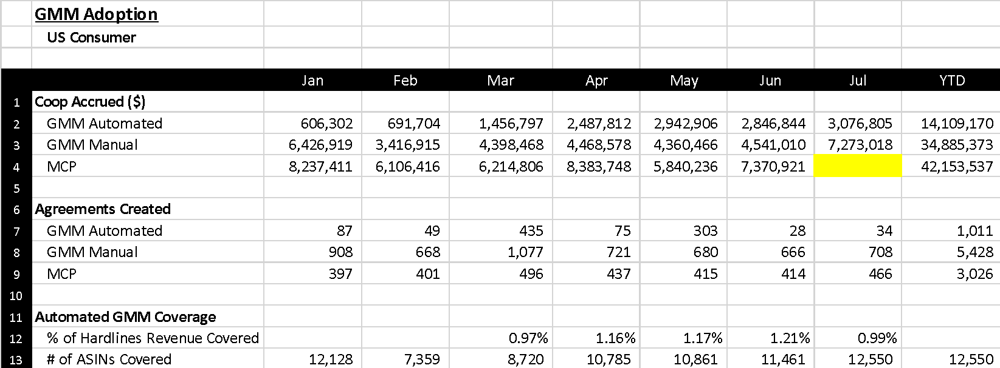 GMM Adoption
US Consumer
Jan Feb Mar Apr May Jun Jul YTD
1 Coop Accrued ($)
2 GMM Automated 606,302 691,704 1,456,797 2,487,812 2,942,906 2,846,844 3,076,805 14,109,170
3 GMM Manual 6,426,919 3,416,915 4,398,468 4,468,578 4,360,466 4,541,010 7,273,018 34,885,373
4 MCP 8,237,411 6,106,416 6,214,806 8,383,748 5,840,236 7,370,921 42,153,537
5
6 Agreements Created
7 GMM Automated 87 49 435 75 303 28 34 1,011
8 GMM Manual 908 668 1,077 721 680 666 708 5,428
9 MCP 397 401 496 437 415 414 466 3,026
10
11 Automated GMM Coverage
12 % of Hardlines Revenue Covered 0.97% 1.16% 1.17% 1.21% 0.99%
13 # of ASINs Covered 12,128 7,359 8,720 10,785 10,861 11,461 12,550 12,550